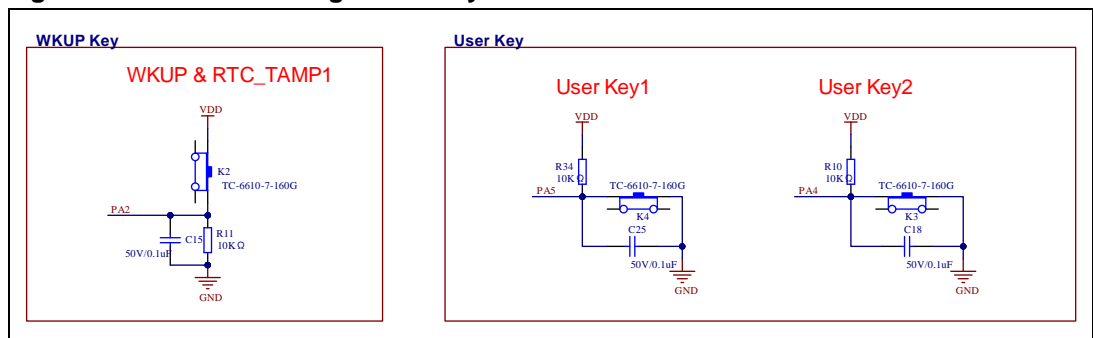 WKUP Key
WKUP & RTC_TAMP1
VDD
K2
TC-6610-7-160G
PA2
C15
R11
10KΩ
50V/0.1uF
GND
User Key
User Key1
VDD
R34
10KΩ
TC-6610-7-160G
PA5
K4
C25
50V/0.1uF
GND
User Key2
VDD
R10
10KΩ
TC-6610-7-160G
PA4
K3
C18
50V/0.1uF
GND